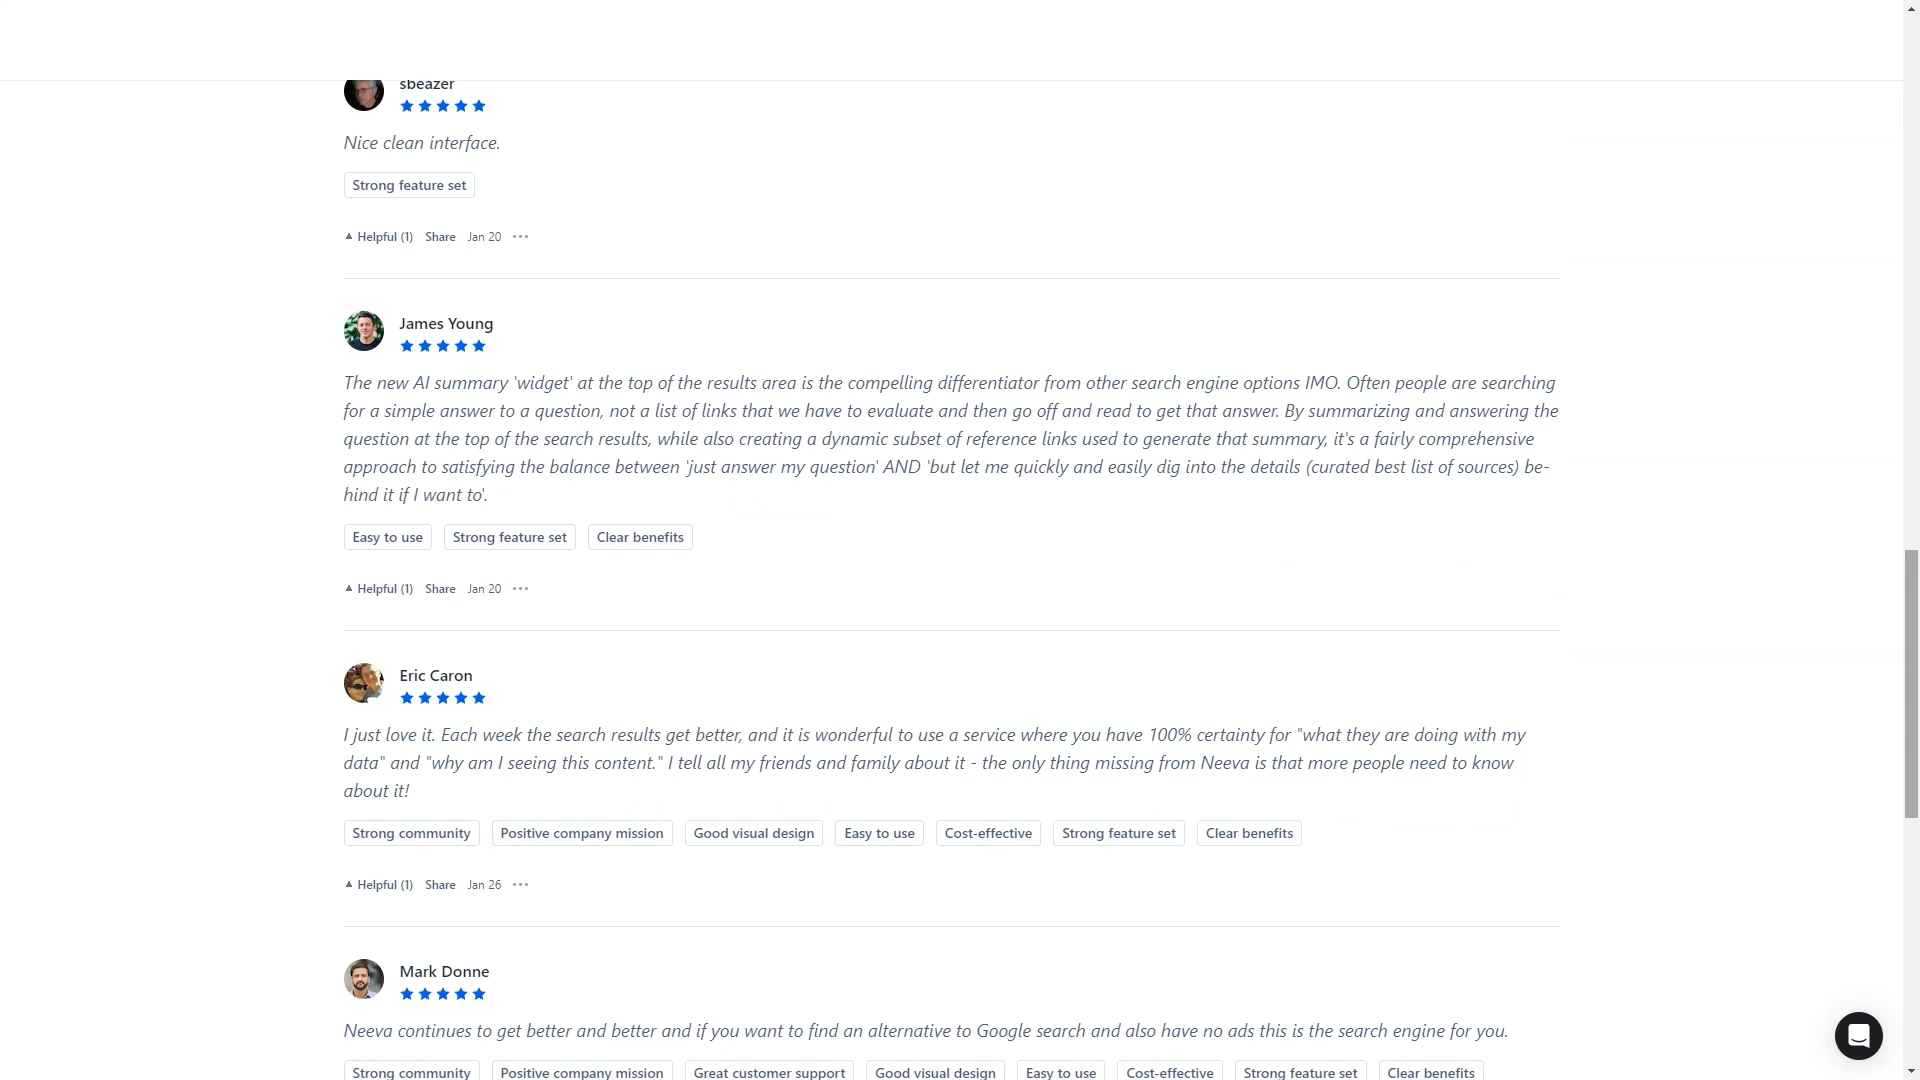 sbeazer
Nice clean interface.
Strong feature set
Helpful (1) Share Jan 20
James Young
The new AI summary 'widget' at the top of the results area is the compelling differentiator from other search engine options IMO. Often people are searching
for a simple answer to a question, not a list of links that we have to evaluate and then go off and read to get that answer. By summarizing and answering the
question at the top of the search results, while also creating a dynamic subset of reference links used to generate that summary, it's a fairly comprehensive
approach to satisfying the balance between 'just answer my question' AND 'but let me quickly and easily dig into the details (curated best list of sources) be-
hind it if I want to'.
Easy to use Strong feature set Clear benefits
Helpful (1) Share Jan 20
Eric Caron
I just love it. Each week the search results get better, and it is wonderful to use a service where you have 100% certainty for "what they are doing with my
data" and "why am I seeing this content." I tell all my friends and family about it - the only thing missing from Neeva is that more people need to know
about it!
Strong community Positive company mission Good visual design Easy to use Cost-effective Strong feature set Clear benefits
Helpful (1) Share Jan 26
Mark Donne
Neeva continues to get better and better and if you want to find an alternative to Google search and also have no ads this is the search engine for you.
Strong community Positive company mission Great customer support Good visual design Easy to use Cost-effective Strong feature set Clear benefits